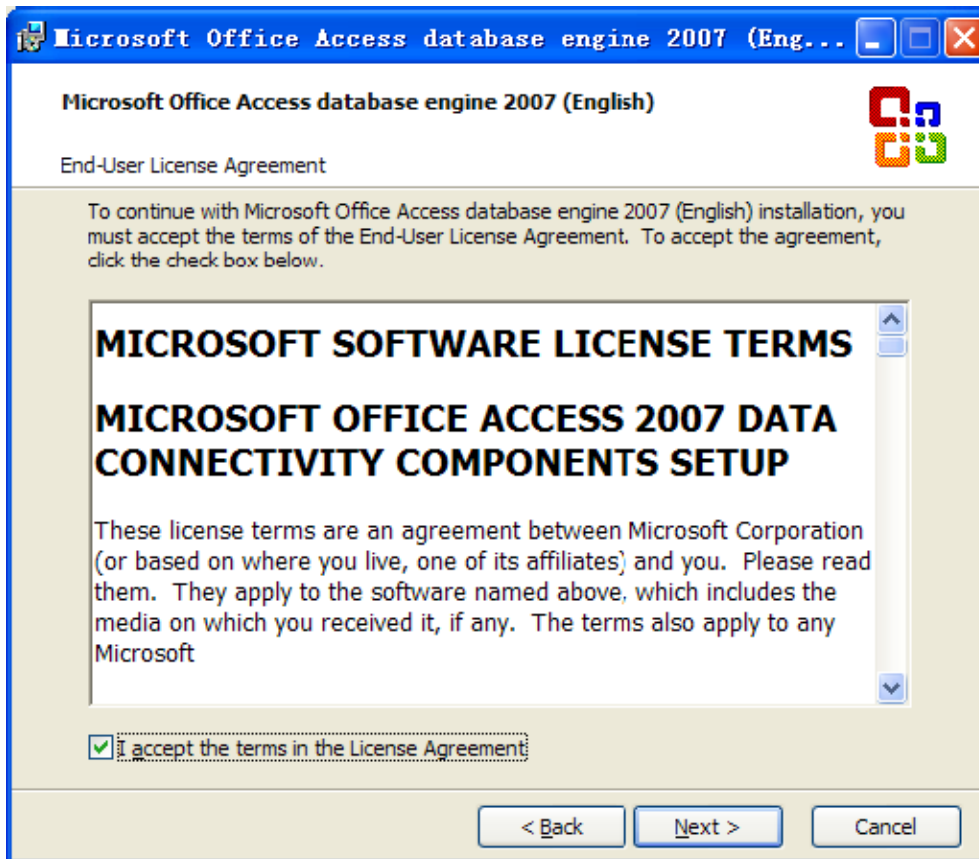 Microsoft Office Access database engine 2007 (Eng...
Microsoft Office Access database engine 2007 (English)
End-User License Agreement
To continue with Microsoft Office Access database engine 2007 (English) installation, you
must accept the terms of the End-User License Agreement.  To accept the agreement,
click the check box below.
MICROSOFT SOFTWARE LICENSE TERMS
MICROSOFT OFFICE ACCESS 2007 DATA
CONNECTIVITY COMPONENTS SETUP
These license terms are an agreement between Microsoft Corporation
(or based on where you live, one of its affiliates) and you.  Please read
them.  They apply to the software named above, which includes the
media on which you received it, if any.  The terms also apply to any
Microsoft
I accept the terms in the License Agreement
< Back
Next >
Cancel